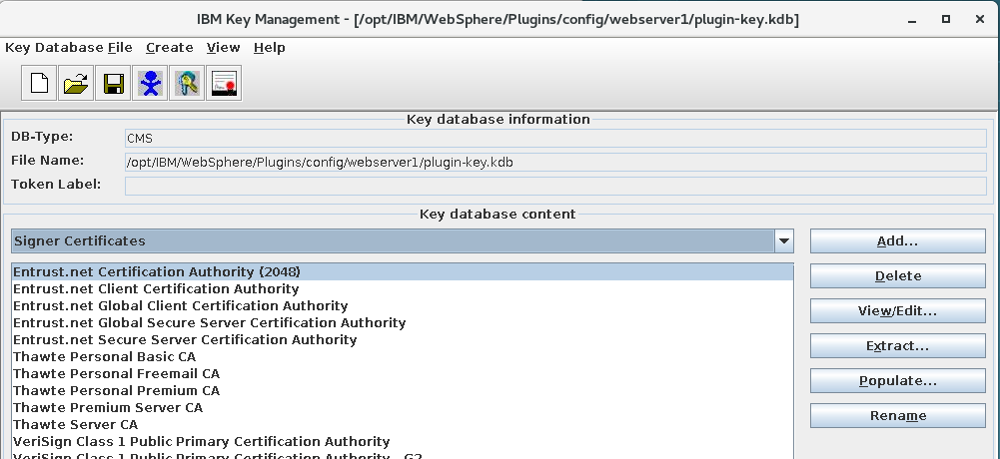 IBM Key Management - [/opt/IBM/WebSphere/Plugins/config/webserver1/plugin-key.kdb]
Key Database File Create View Help
Key database information
DB-Type: CMS
File Name: /opt/IBM/WebSphere/Plugins/config/webserver1/plugin-key.kdb
Token Label:
Key database content
Signer Certificates
Add...
Entrust.net Certification Authority (2048)
Delete
Entrust.net Client Certification Authority
Entrust.net Global Client Certification Authority
View/Edit...
Entrust.net Global Secure Server Certification Authority
Entrust.net Secure Server Certification Authority
Extract...
Thawte Personal Basic CA
Thawte Personal Freemail CA
Populate...
Thawte Personal Premium CA
Thawte Premium Server CA
Rename
Thawte Server CA
VeriSign Class 1 Public Primary Certification Authority
VeriSign Class 1 Public Primary Certification Authority - G2